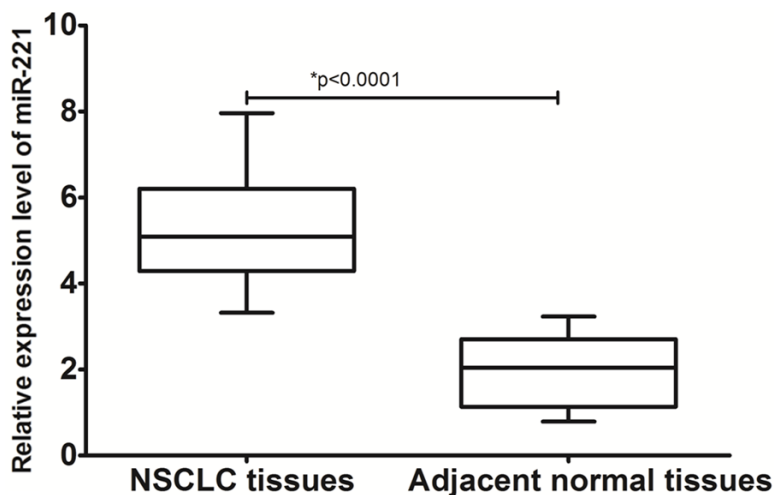 Relative expression level of miR-221
10
8
6
4
2
0
*p<0.0001
NSCLC tissues
Adjacent normal tissues